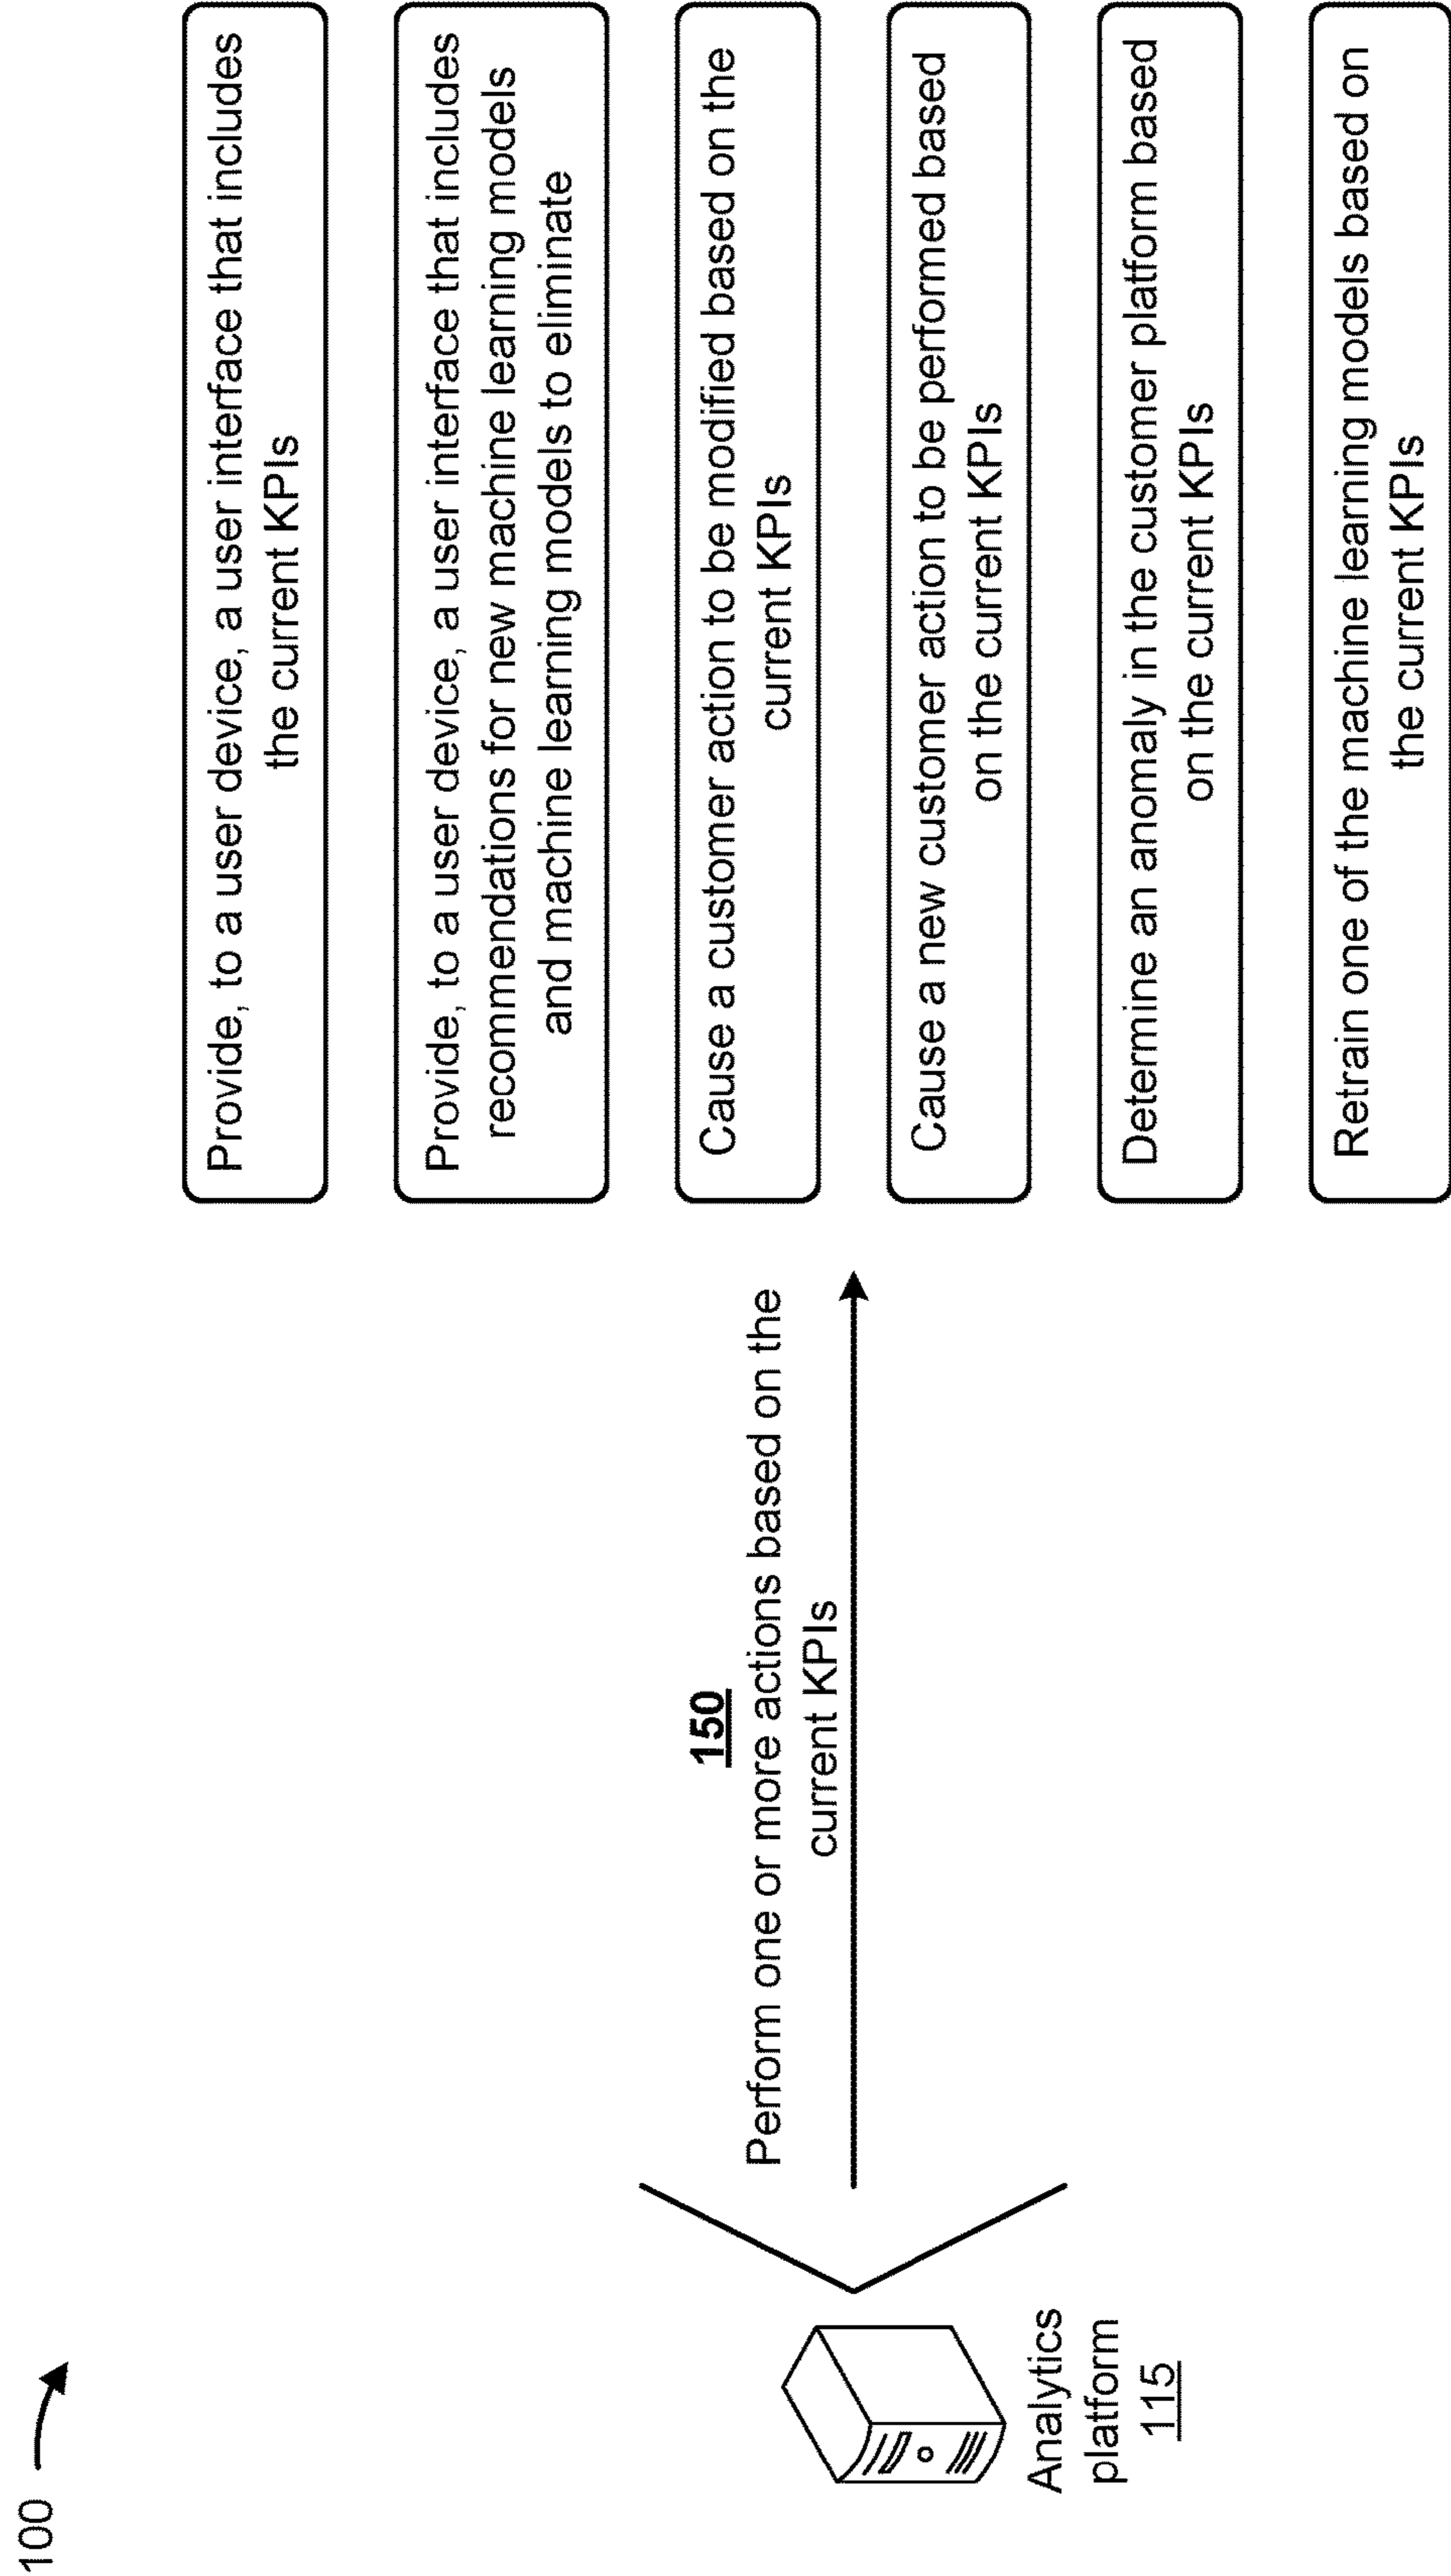 100
150
Perform one or more actions based on the
current KPIs
Analytics
platform
115
Provide, to a user device, a user interface that includes
the current KPIs
Provide, to a user device, a user interface that includes
recommendations for new machine learning models
and machine learning models to eliminate
Cause a customer action to be modified based on the
current KPIs
Cause a new customer action to be performed based
on the current KPIs
Determine an anomaly in the customer platform based
on the current KPIs
Retrain one of the machine learning models based on
the current KPIs